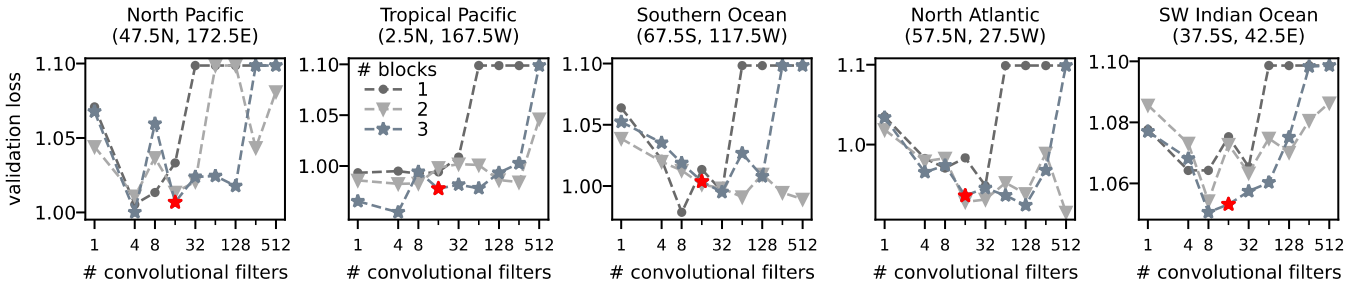 North Pacific
(47.5N, 172.5E)
Tropical Pacific
(2.5N, 167.5W)
Southern Ocean
(67.5S, 117.5W)
North Atlantic
(57.5N, 27.5W)
SW Indian Ocean
(37.5S, 42.5E)
validation loss
1.10
1.05
1.00
1 4 8 32 128 512
# convolutional filters
1.10
1.05
1.00
# blocks
1
2
3
1 4 8 32 128 512
# convolutional filters
1.10
1.05
1.00
1 4 8 32 128 512
# convolutional filters
1.1
1.0
1 4 8 32 128 512
# convolutional filters
1.10
1.08
1.06
1 4 8 32 128 512
# convolutional filters